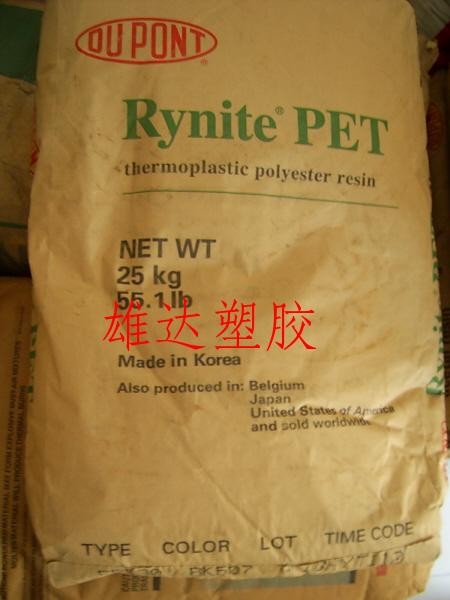 DU PONT
Rynite® PET
thermoplastic polyester resin
NET WT
25 kg
55.1 lb
雄达塑胶
Made in Korea
Also produced in: Belgium
Japan
United States of America
and sold worldwide
TYPE COLOR LOT TIME CODE
BK507